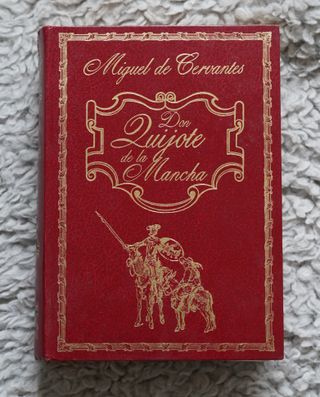 Miguel de Cervantes
Don
Quijote
de la
Mancha